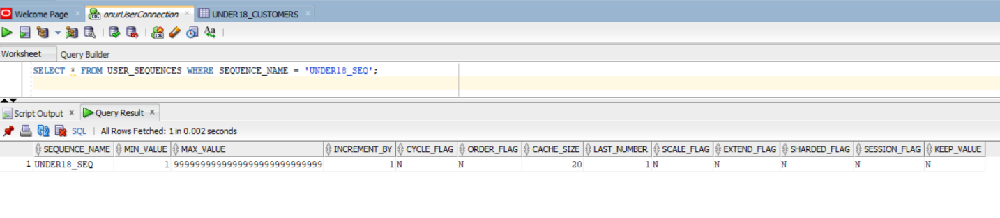 Welcome Page × onurUserConnection × UNDER18_CUSTOMERS ×
SQL Aa
Worksheet Query Builder
SELECT * FROM USER_SEQUENCES WHERE SEQUENCE_NAME = 'UNDER18_SEQ';
Script Output x Query Result x
SQL | All Rows Fetched: 1 in 0.002 seconds
SEQUENCE_NAME MIN_VALUE MAX_VALUE INCREMENT_BY CYCLE_FLAG ORDER_FLAG CACHE_SIZE LAST_NUMBER SCALE_FLAG EXTEND_FLAG SHARDED_FLAG SESSION_FLAG KEEP_VALUE
1 UNDER18_SEQ 1 9999999999999999999999999999 1 N N 20 1 N N N N N